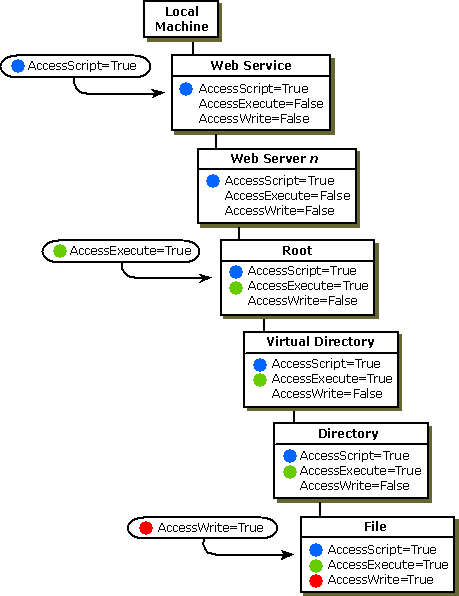 Local
Machine
AccessScript=True
Web Service
AccessScript=True
AccessExecute=False
AccessWrite=False
Web Server n
AccessScript=True
AccessExecute=False
AccessWrite=False
AccessExecute=True
Root
AccessScript=True
AccessExecute=True
AccessWrite=False
Virtual Directory
AccessScript=True
AccessExecute=True
AccessWrite=False
Directory
AccessScript=True
AccessExecute=True
AccessWrite=False
AccessWrite=True
File
AccessScript=True
AccessExecute=True
AccessWrite=True